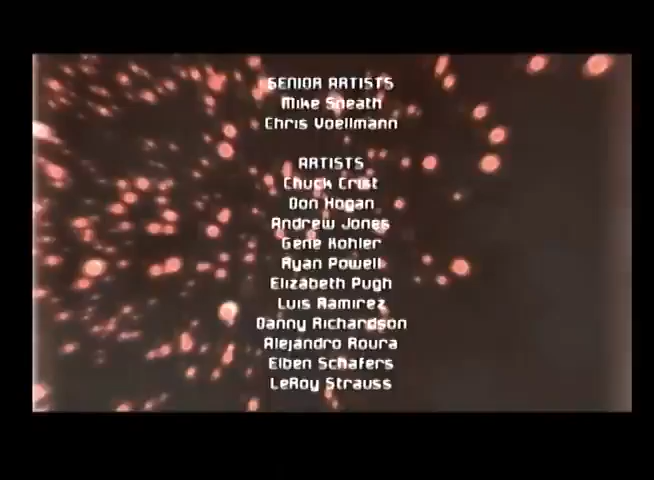 SENIOR ARTISTS
Mike Sneath
Chris Voellmann
ARTISTS
Chuck Crist
Don Hogan
Andrew Jones
Gene Kohler
Ryan Powell
Elizabeth Pugh
Luis Ramirez
Danny Richardson
Alejandro Roura
Elben Schafers
LeRoy Strauss